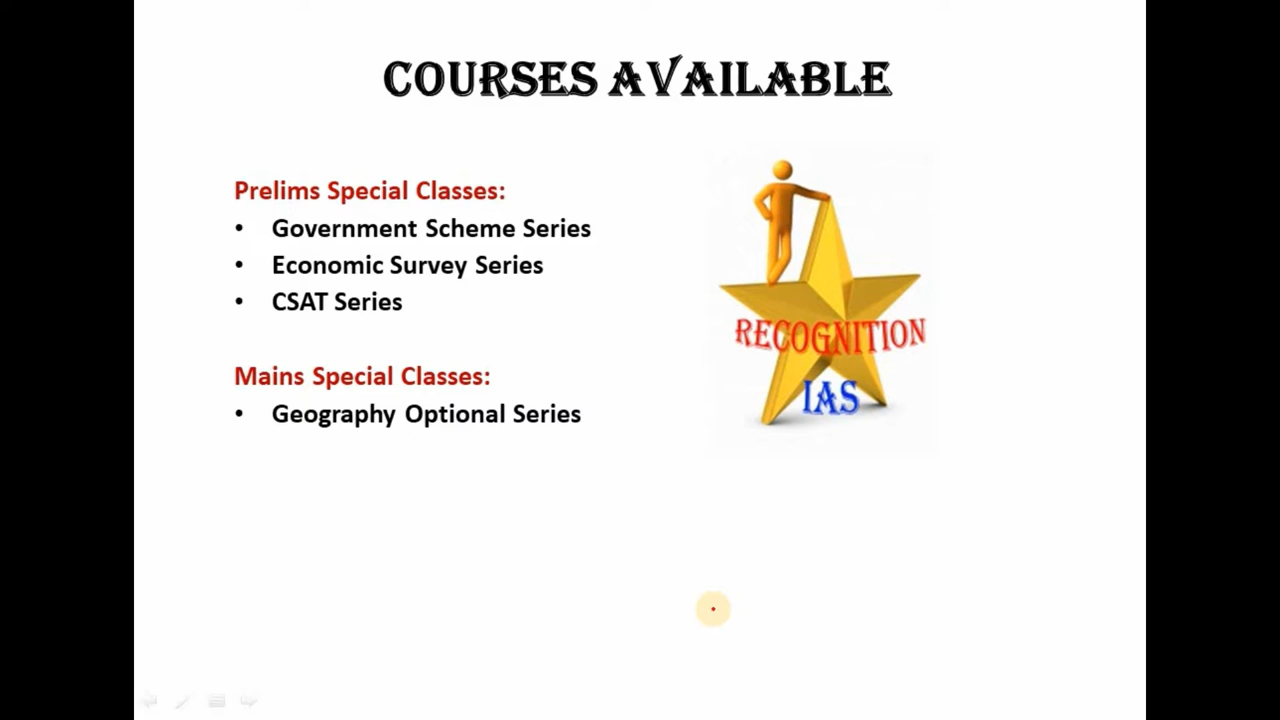 COURSES AVAILABLE
Prelims Special Classes:
• Government Scheme Series
• Economic Survey Series
• CSAT Series
Mains Special Classes:
• Geography Optional Series
RECOGNITION
IAS